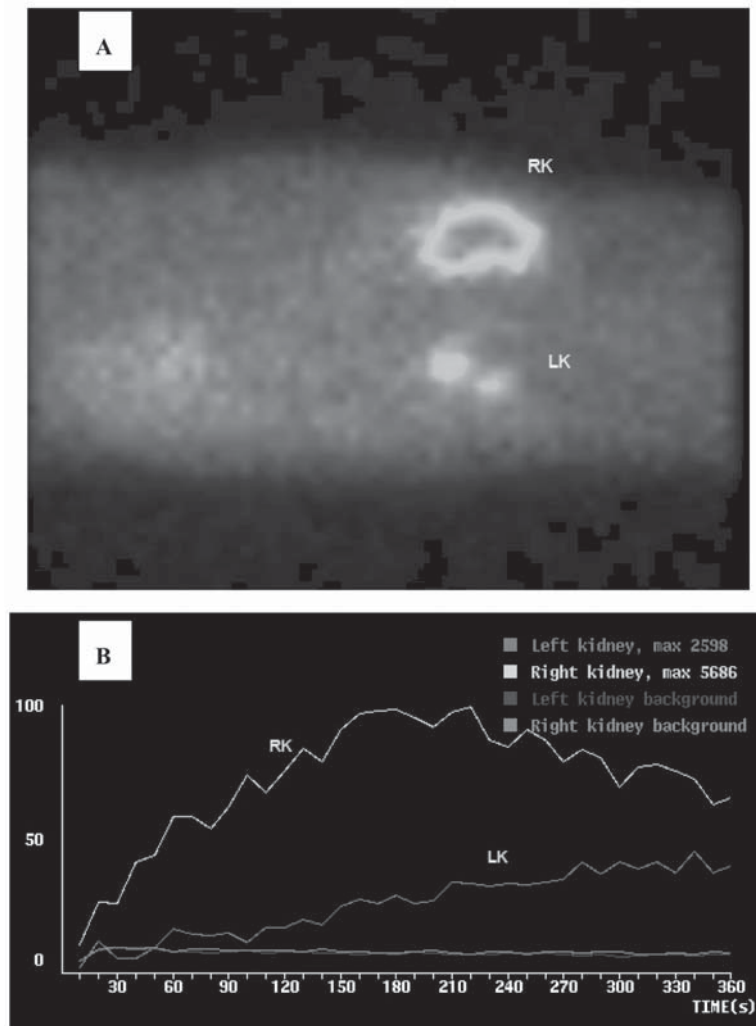 A
RK
LK
B
Left kidney, max 2598
Right kidney, max 5686
Left kidney background
Right kidney background
100
RK
50
LK
0
30 60 90 120 150 180 210 240 270 300 330 360
TIME(s)